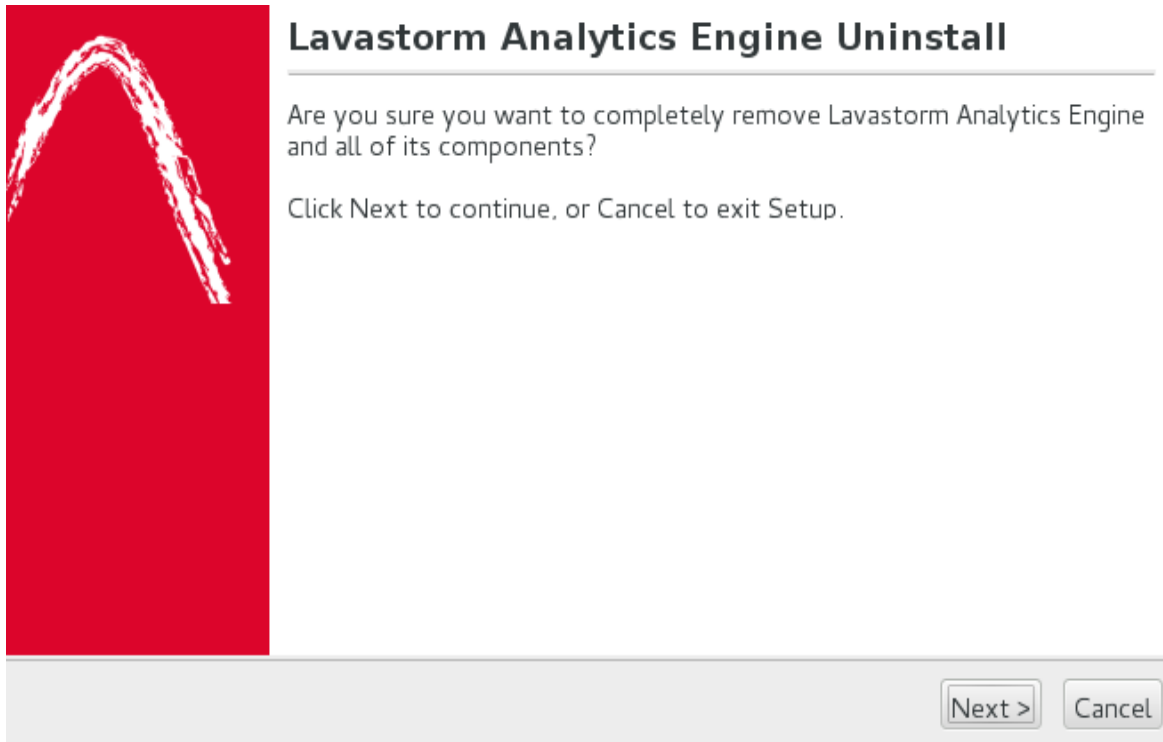 Lavastorm Analytics Engine Uninstall
Are you sure you want to completely remove Lavastorm Analytics Engine
and all of its components?
Click Next to continue, or Cancel to exit Setup.
Next >
Cancel